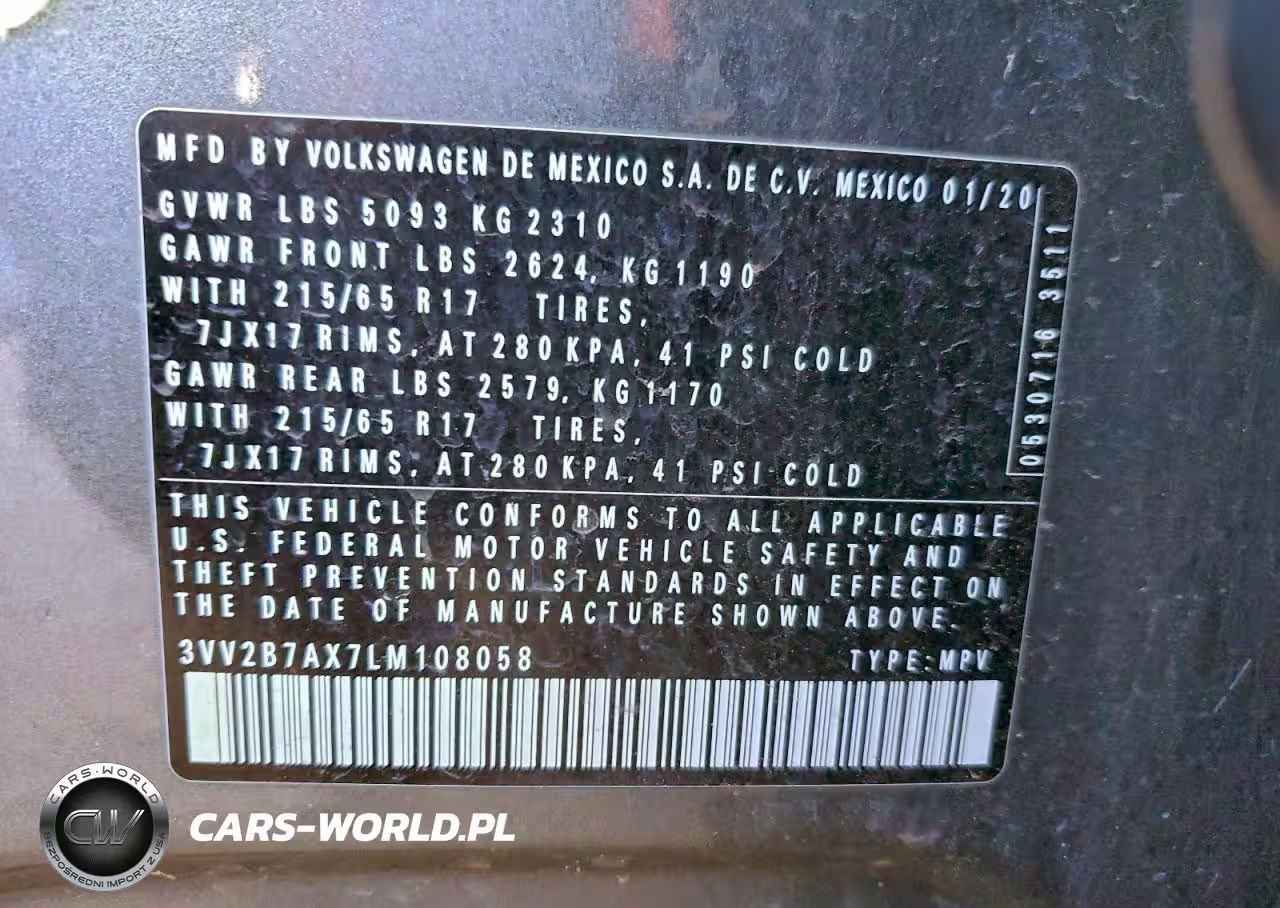 MFD BY VOLKSWAGEN DE MEXICO S.A. DE C.V. MEXICO 01/20
GVWR LBS 5093 KG 2310
GAWR FRONT LBS 2624, KG 1190
WITH 215/65 R17 TIRES,
7JX17 RIMS, AT 280 KPA, 41 PSI COLD
GAWR REAR LBS 2579, KG 1170
WITH 215/65 R17 TIRES,
7JX17 RIMS, AT 280 KPA, 41 PSI COLD
0530716 3511
THIS VEHICLE CONFORMS TO ALL APPLICABLE
U.S. FEDERAL MOTOR VEHICLE SAFETY AND
THEFT PREVENTION STANDARDS IN EFFECT ON
THE DATE OF MANUFACTURE SHOWN ABOVE.
3VV2B7AX7LM108058 TYPE: MPV
CARS-WORLD
CW
BEZPOŚREDNI IMPORT Z USA
CARS-WORLD.PL